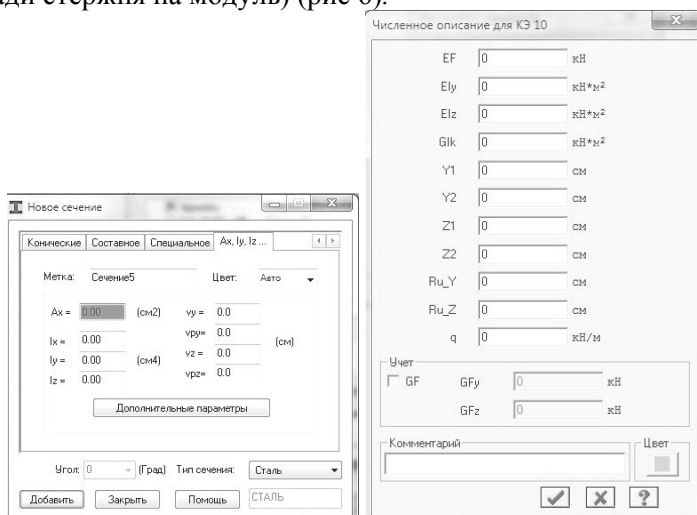 ди стержня на модуль) (рис 6).
Численное описание для КЭ 10
EF 0 кН
EIy 0 кН*м²
EIz 0 кН*м²
GIk 0 кН*м²
Y1 0 см
Y2 0 см
Z1 0 см
Z2 0 см
Ru_Y 0 см
Ru_Z 0 см
q 0 кН/м
Учет
GF GFy 0 кН
GFz 0 кН
Комментарий
Цвет
?
Новое сечение
Конические Составное Специальное Ax, Iy, Iz ...
Метка: Сечение5 Цвет: Авто
Ax = 0.00 (см2) vy = 0.0
Ix = 0.00 vpy= 0.0 (см)
Iy = 0.00 (см4) vz = 0.0
Iz = 0.00 vpz= 0.0
Дополнительные параметры
Угол: 0 (Град) Тип сечения: Сталь
Добавить Закрыть Помощь СТАЛЬ